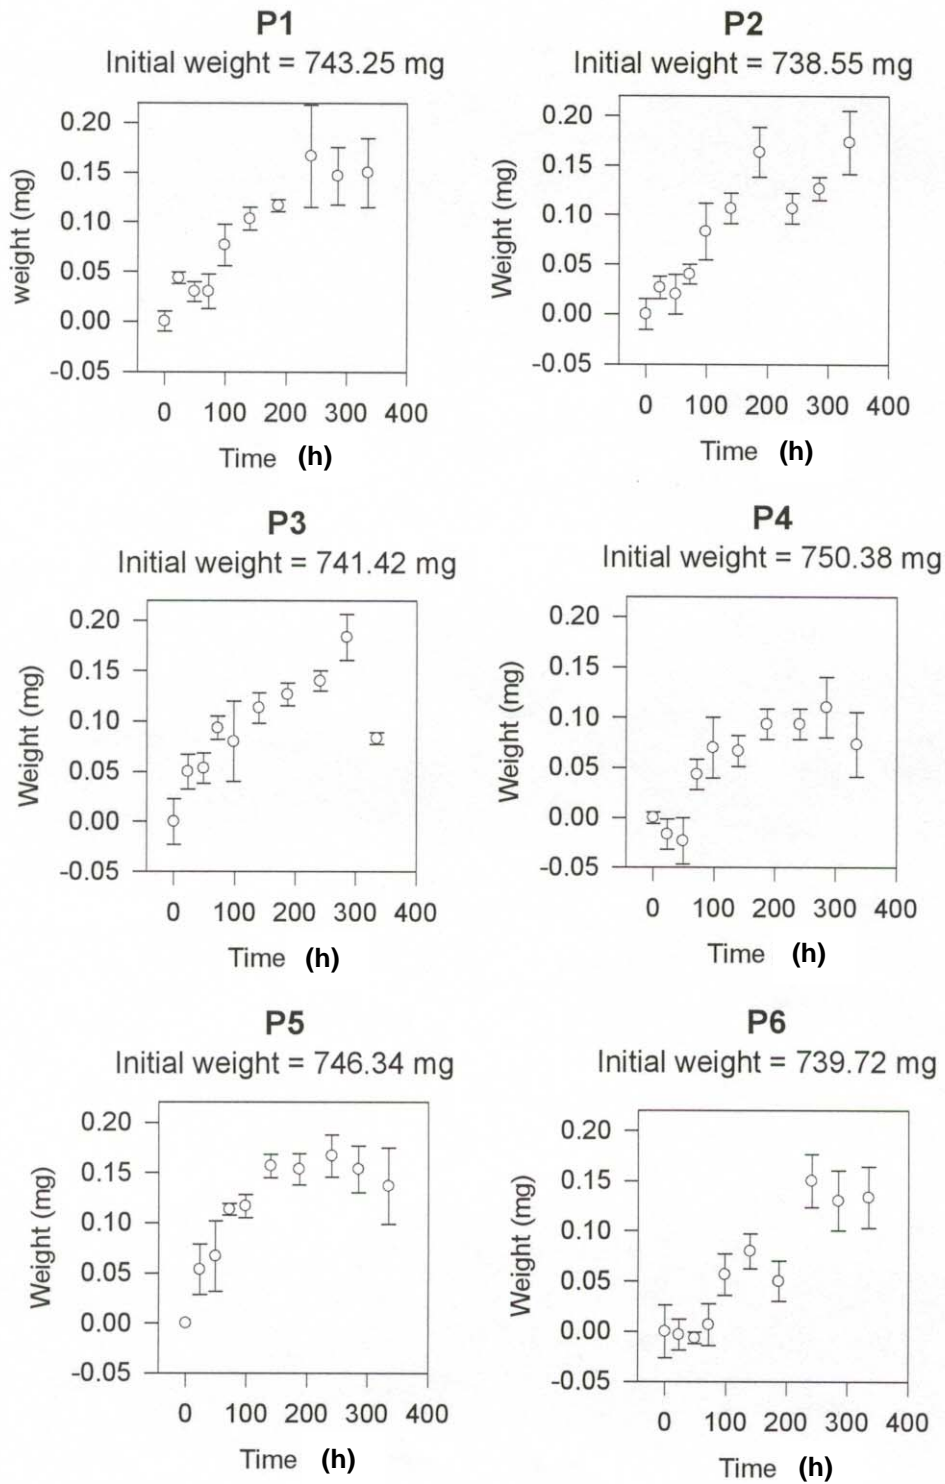 P1
Initial weight = 743.25 mg
weight (mg)
0.20
0.15
0.10
0.05
0.00
-0.05
0 100 200 300 400
Time (h)
P2
Initial weight = 738.55 mg
Weight (mg)
0.20
0.15
0.10
0.05
0.00
-0.05
0 100 200 300 400
Time (h)
P3
Initial weight = 741.42 mg
Weight (mg)
0.20
0.15
0.10
0.05
0.00
-0.05
0 100 200 300 400
Time (h)
P4
Initial weight = 750.38 mg
Weight (mg)
0.20
0.15
0.10
0.05
0.00
-0.05
0 100 200 300 400
Time (h)
P5
Initial weight = 746.34 mg
Weight (mg)
0.20
0.15
0.10
0.05
0.00
-0.05
0 100 200 300 400
Time (h)
P6
Initial weight = 739.72 mg
Weight (mg)
0.20
0.15
0.10
0.05
0.00
-0.05
0 100 200 300 400
Time (h)